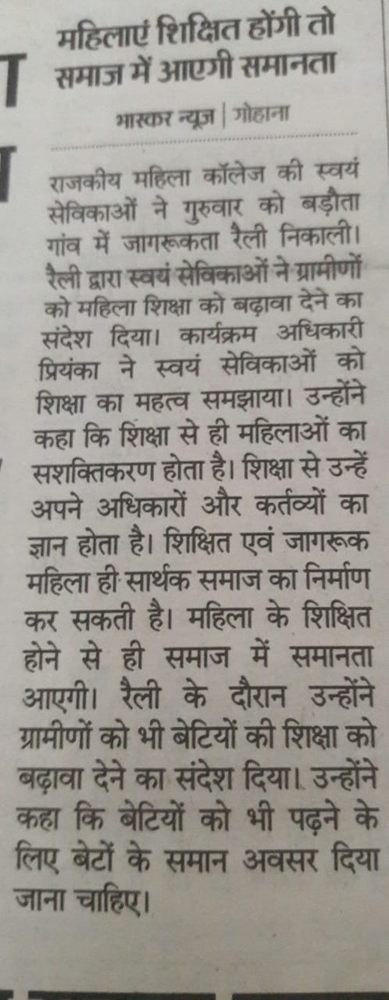 महिलाएं शिक्षित होंगी तो
समाज में आएगी समानता
भास्कर न्यूज | गोहाना
राजकीय महिला कॉलेज की स्वयं
सेविकाओं ने गुरुवार को बड़ौता
गांव में जागरूकता रैली निकाली।
रैली द्वारा स्वयं सेविकाओं ने ग्रामीणों
को महिला शिक्षा को बढ़ावा देने का
संदेश दिया। कार्यक्रम अधिकारी
प्रियंका ने स्वयं सेविकाओं को
शिक्षा का महत्व समझाया। उन्होंने
कहा कि शिक्षा से ही महिलाओं का
सशक्तिकरण होता है। शिक्षा से उन्हें
अपने अधिकारों और कर्तव्यों का
ज्ञान होता है। शिक्षित एवं जागरूक
महिला ही सार्थक समाज का निर्माण
कर सकती है। महिला के शिक्षित
होने से ही समाज में समानता
आएगी। रैली के दौरान उन्होंने
ग्रामीणों को भी बेटियों की शिक्षा को
बढ़ावा देने का संदेश दिया। उन्होंने
कहा कि बेटियों को भी पढ़ने के
लिए बेटों के समान अवसर दिया
जाना चाहिए।